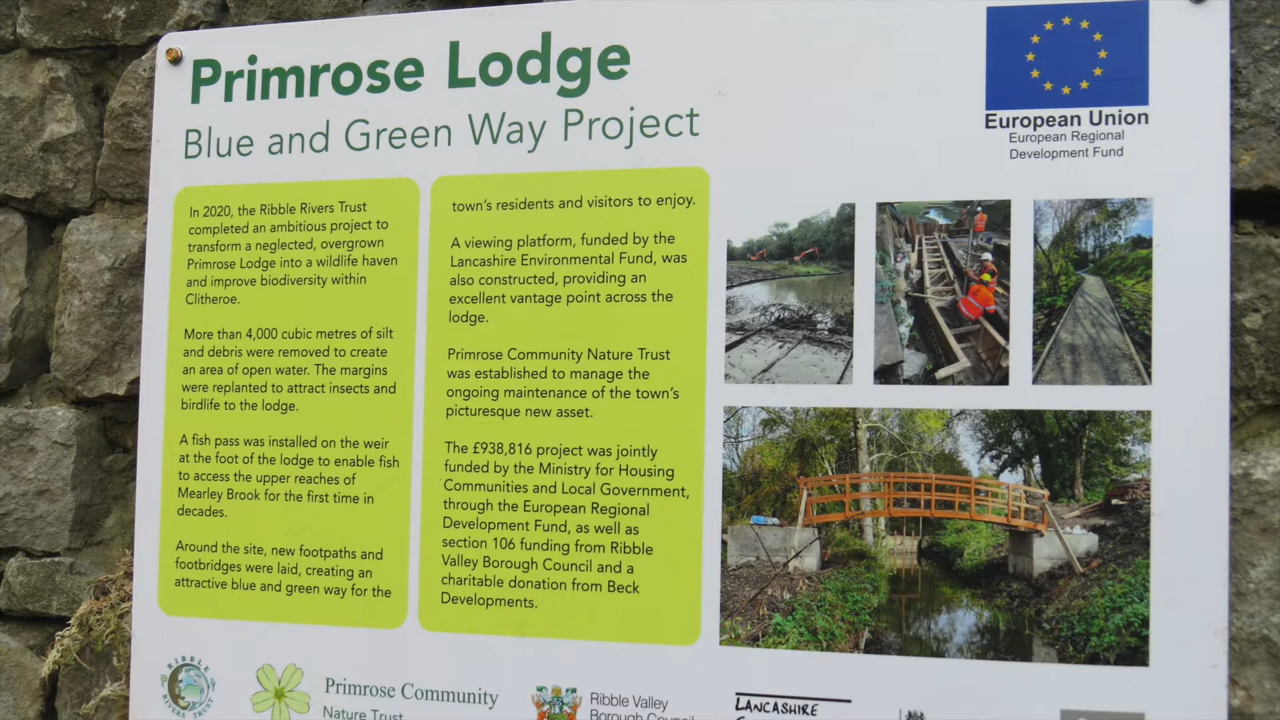 Primrose Lodge
Blue and Green Way Project
European Union
European Regional
Development Fund
In 2020, the Ribble Rivers Trust
completed an ambitious project to
transform a neglected, overgrown
Primrose Lodge into a wildlife haven
and improve biodiversity within
Clitheroe.
More than 4,000 cubic metres of silt
and debris were removed to create
an area of open water. The margins
were replanted to attract insects and
birdlife to the lodge.
A fish pass was installed on the weir
at the foot of the lodge to enable fish
to access the upper reaches of
Mearley Brook for the first time in
decades.
Around the site, new footpaths and
footbridges were laid, creating an
attractive blue and green way for the
town's residents and visitors to enjoy.
A viewing platform, funded by the
Lancashire Environmental Fund, was
also constructed, providing an
excellent vantage point across the
lodge.
Primrose Community Nature Trust
was established to manage the
ongoing maintenance of the town's
picturesque new asset.
The £938,816 project was jointly
funded by the Ministry for Housing
Communities and Local Government,
through the European Regional
Development Fund, as well as
section 106 funding from Ribble
Valley Borough Council and a
charitable donation from Beck
Developments.
RIBBLE
RIVERS TRUST
Primrose Community
Nature Trust
Ribble Valley
Borough Council
LANCASHIRE